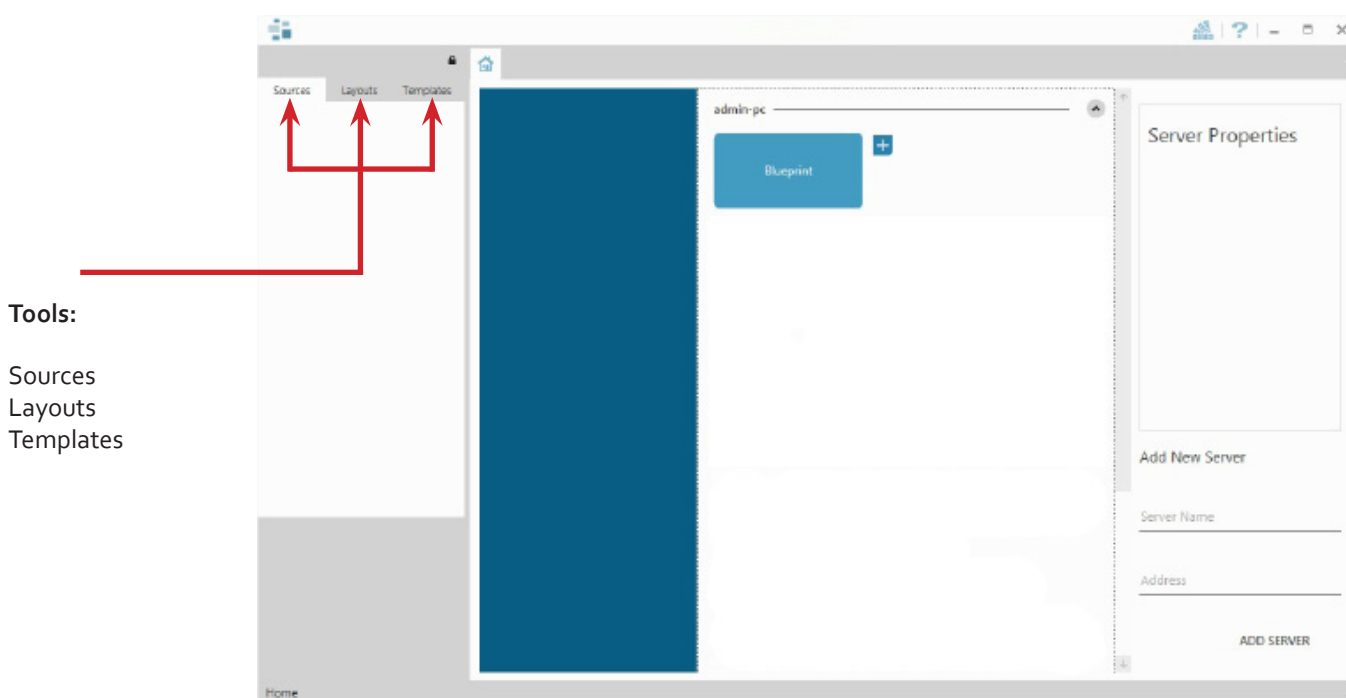 Sources Layouts Templates
admin-pc
Blueprint
Server Properties
Add New Server
Server Name
Address
ADD SERVER
Home
Tools:
Sources
Layouts
Templates